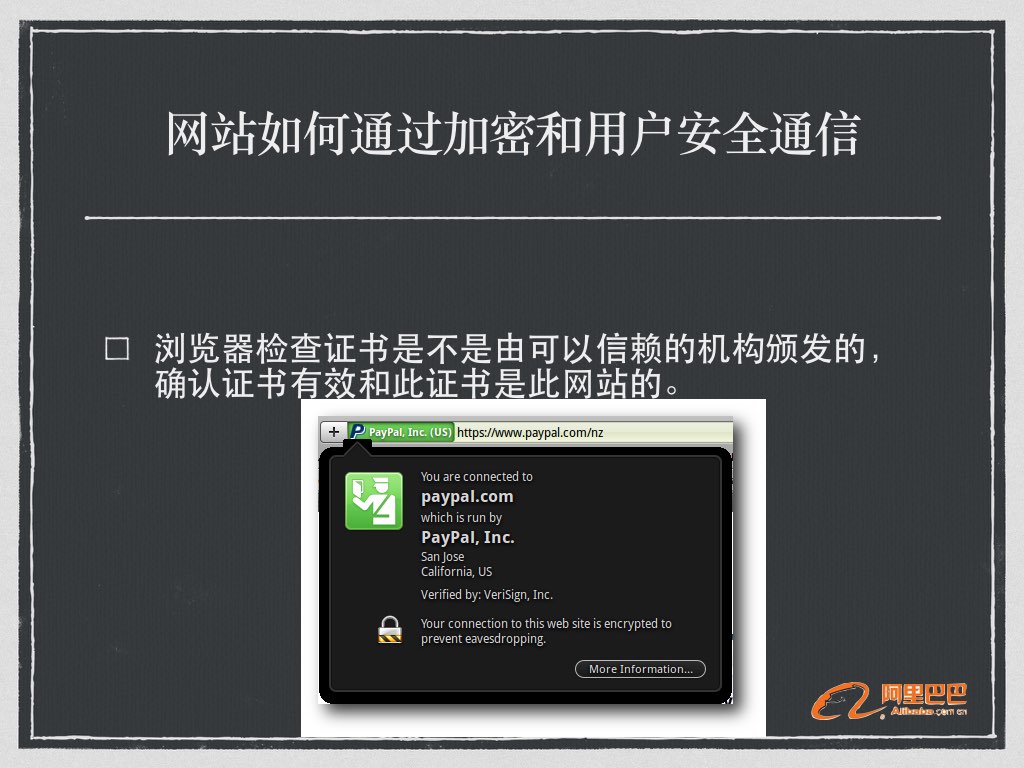 网站如何通过加密和用户安全通信
浏览器检查证书是不是由可以信赖的机构颁发的，
确认证书有效和此证书是此网站的。
+ P PayPal, Inc. (US) https://www.paypal.com/nz
You are connected to
paypal.com
which is run by
PayPal, Inc.
San Jose
California, US
Verified by: VeriSign, Inc.
Your connection to this web site is encrypted to
prevent eavesdropping.
More Information...
阿里巴巴
Alibaba.com.cn